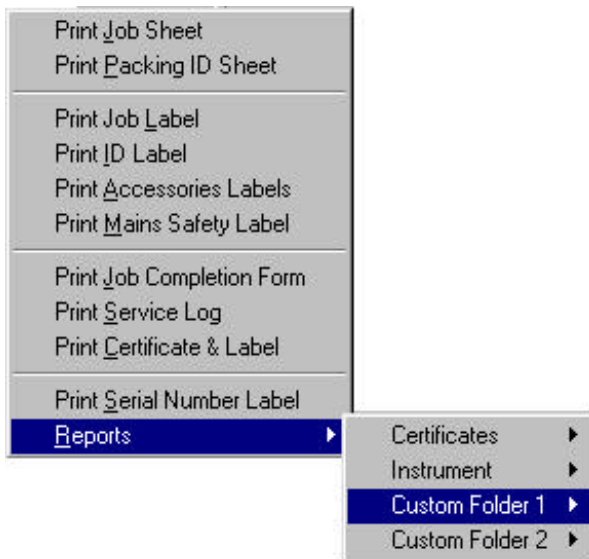 Print Job Sheet
Print Packing ID Sheet
Print Job Label
Print ID Label
Print Accessories Labels
Print Mains Safety Label
Print Job Completion Form
Print Service Log
Print Certificate & Label
Print Serial Number Label
Reports
Certificates
Instrument
Custom Folder 1
Custom Folder 2